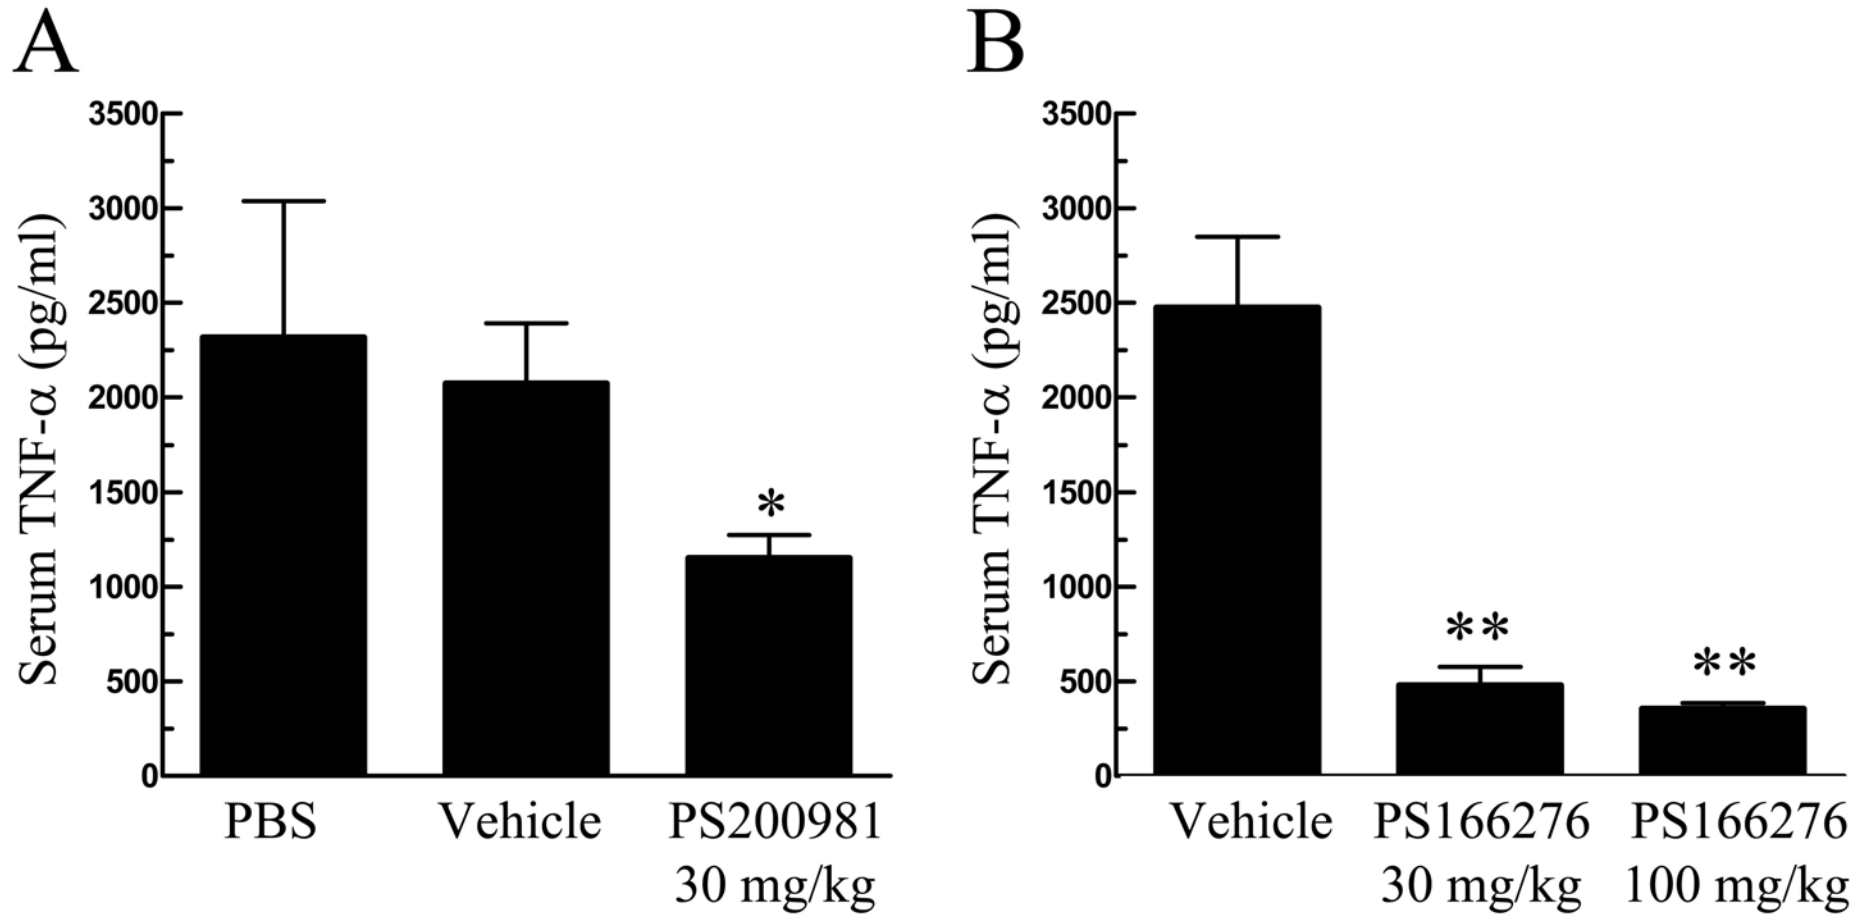 A
Serum TNF-α (pg/ml)
3500
3000
2500
2000
1500
1000
500
0
*
PBS
Vehicle
PS200981
30 mg/kg
B
Serum TNF-α (pg/ml)
3500
3000
2500
2000
1500
1000
500
0
**
**
Vehicle
PS166276
30 mg/kg
PS166276
100 mg/kg